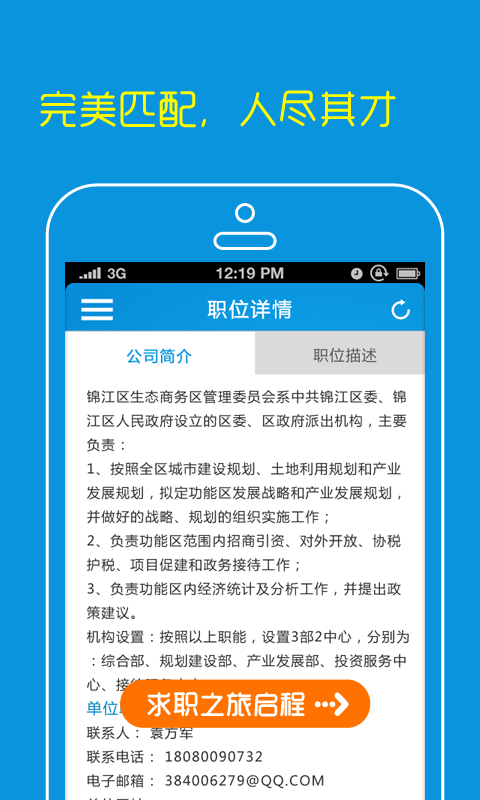 完美匹配，人尽其才
3G 12:19 PM
职位详情
公司简介 职位描述
锦江区生态商务区管理委员会系中共锦江区委、锦
江区人民政府设立的区委、区政府派出机构，主要
负责：
1、按照全区城市建设规划、土地利用规划和产业
发展规划，拟定功能区发展战略和产业发展规划，
并做好的战略、规划的组织实施工作；
2、负责功能区范围内招商引资、对外开放、协税
护税、项目促建和政务接待工作；
3、负责功能区内经济统计及分析工作，并提出政
策建议。
机构设置：按照以上职能，设置3部2中心，分别为
：综合部、规划建设部、产业发展部、投资服务中
心、
单位
求职之旅启程
联系人： 袁方军
联系电话： 18080090732
电子邮箱： 384006279@QQ.COM